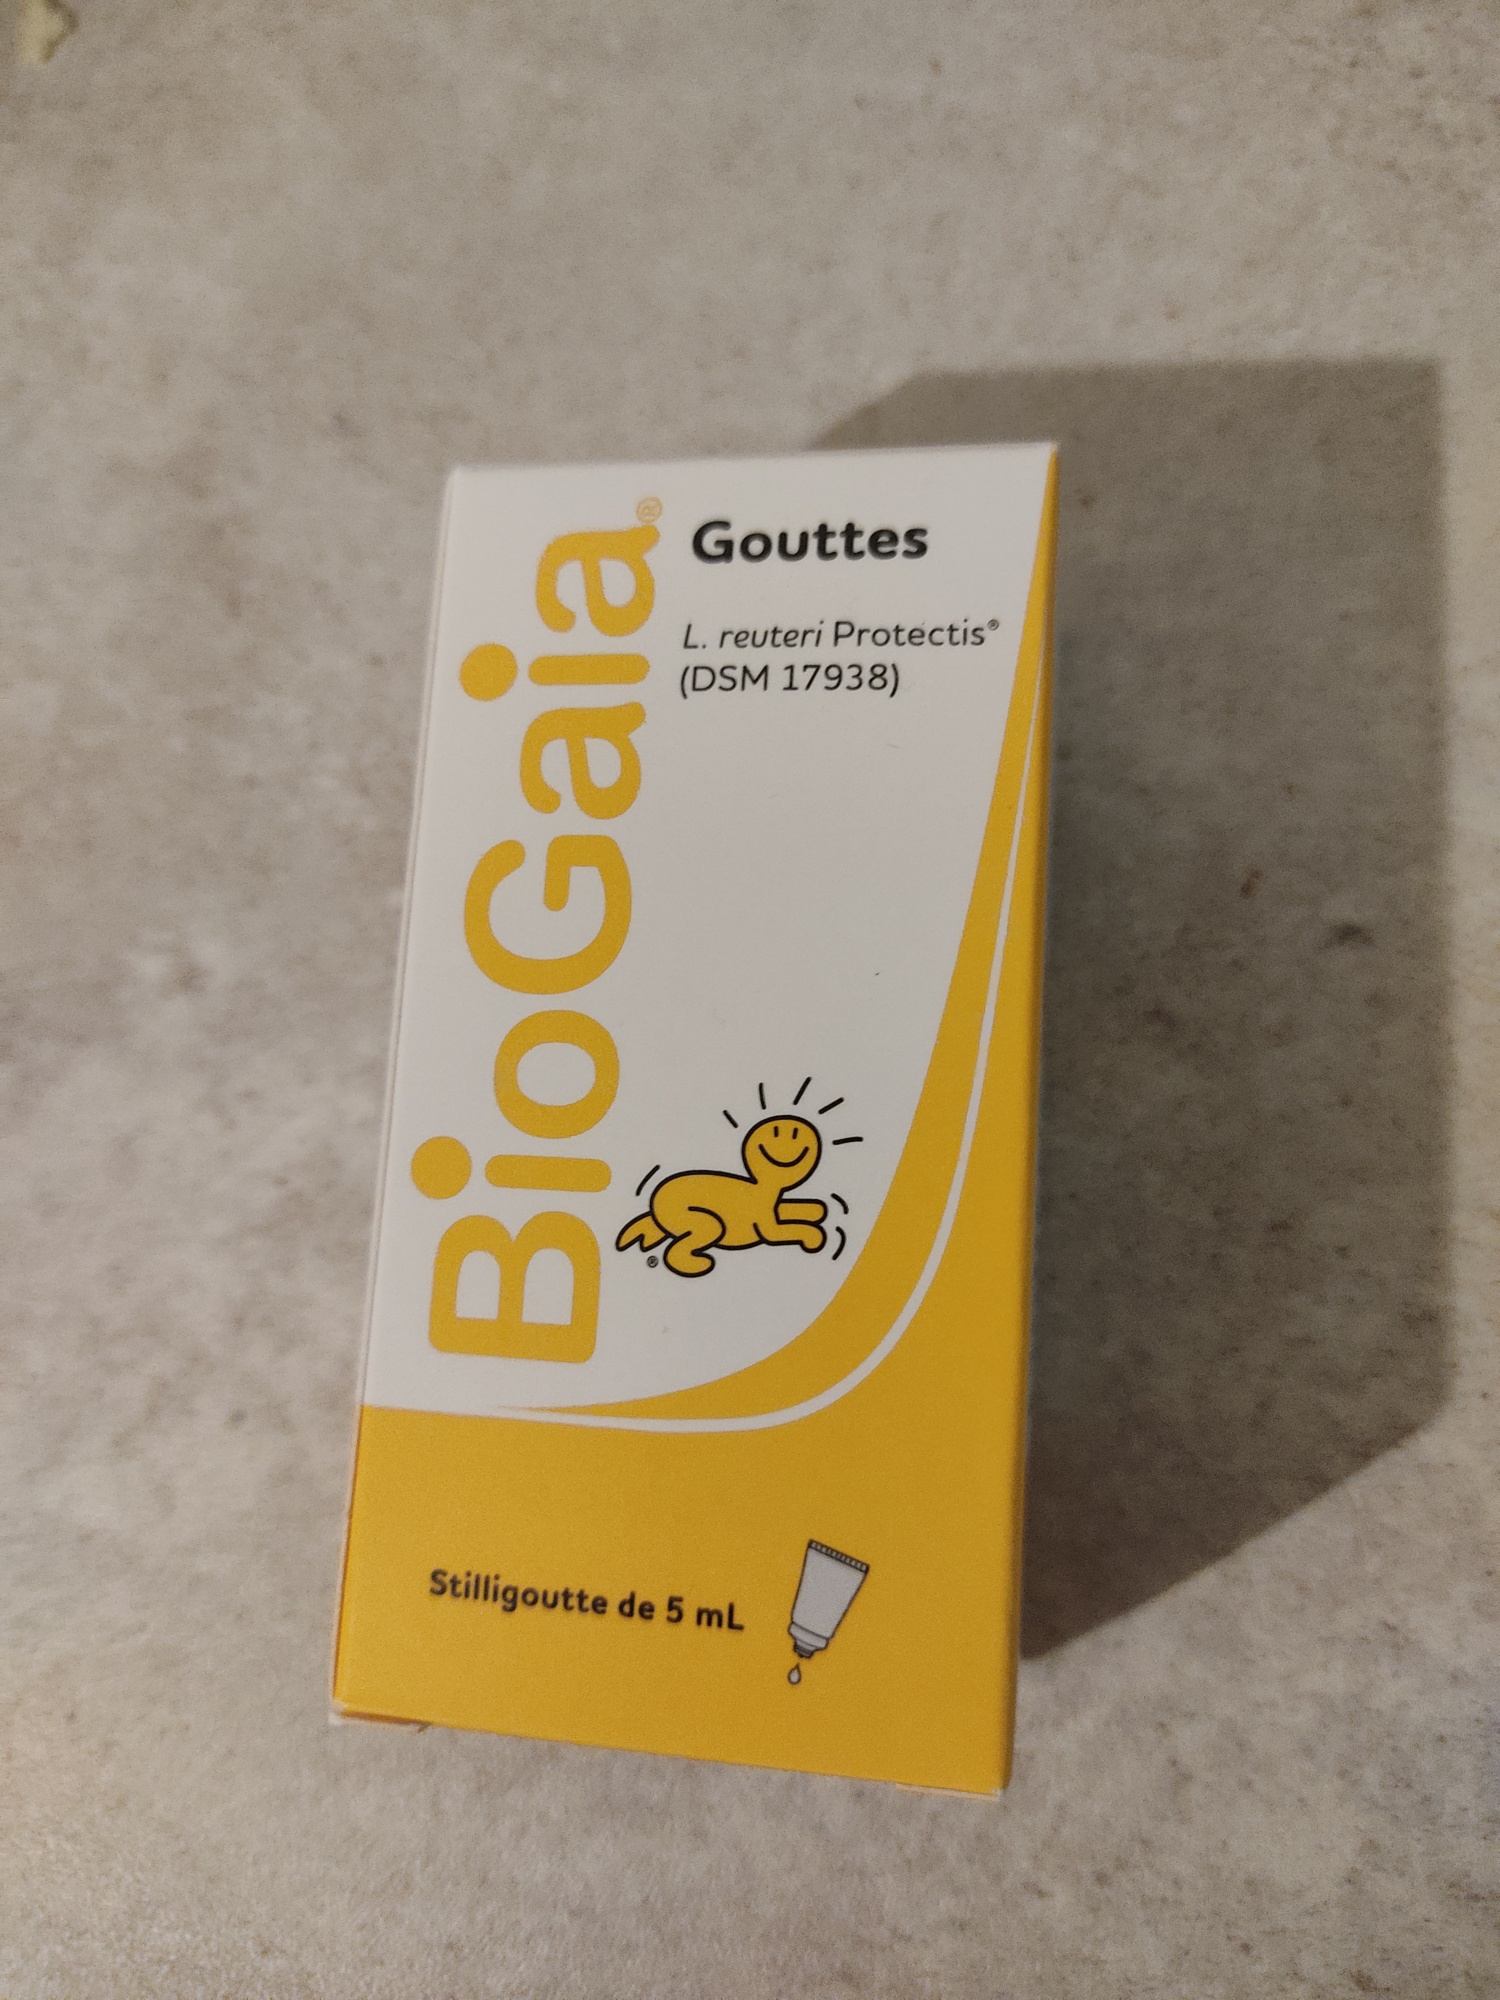 BioGaia®
Gouttes
L. reuteri Protectis®
(DSM 17938)
®
Stilligoutte de 5 mL